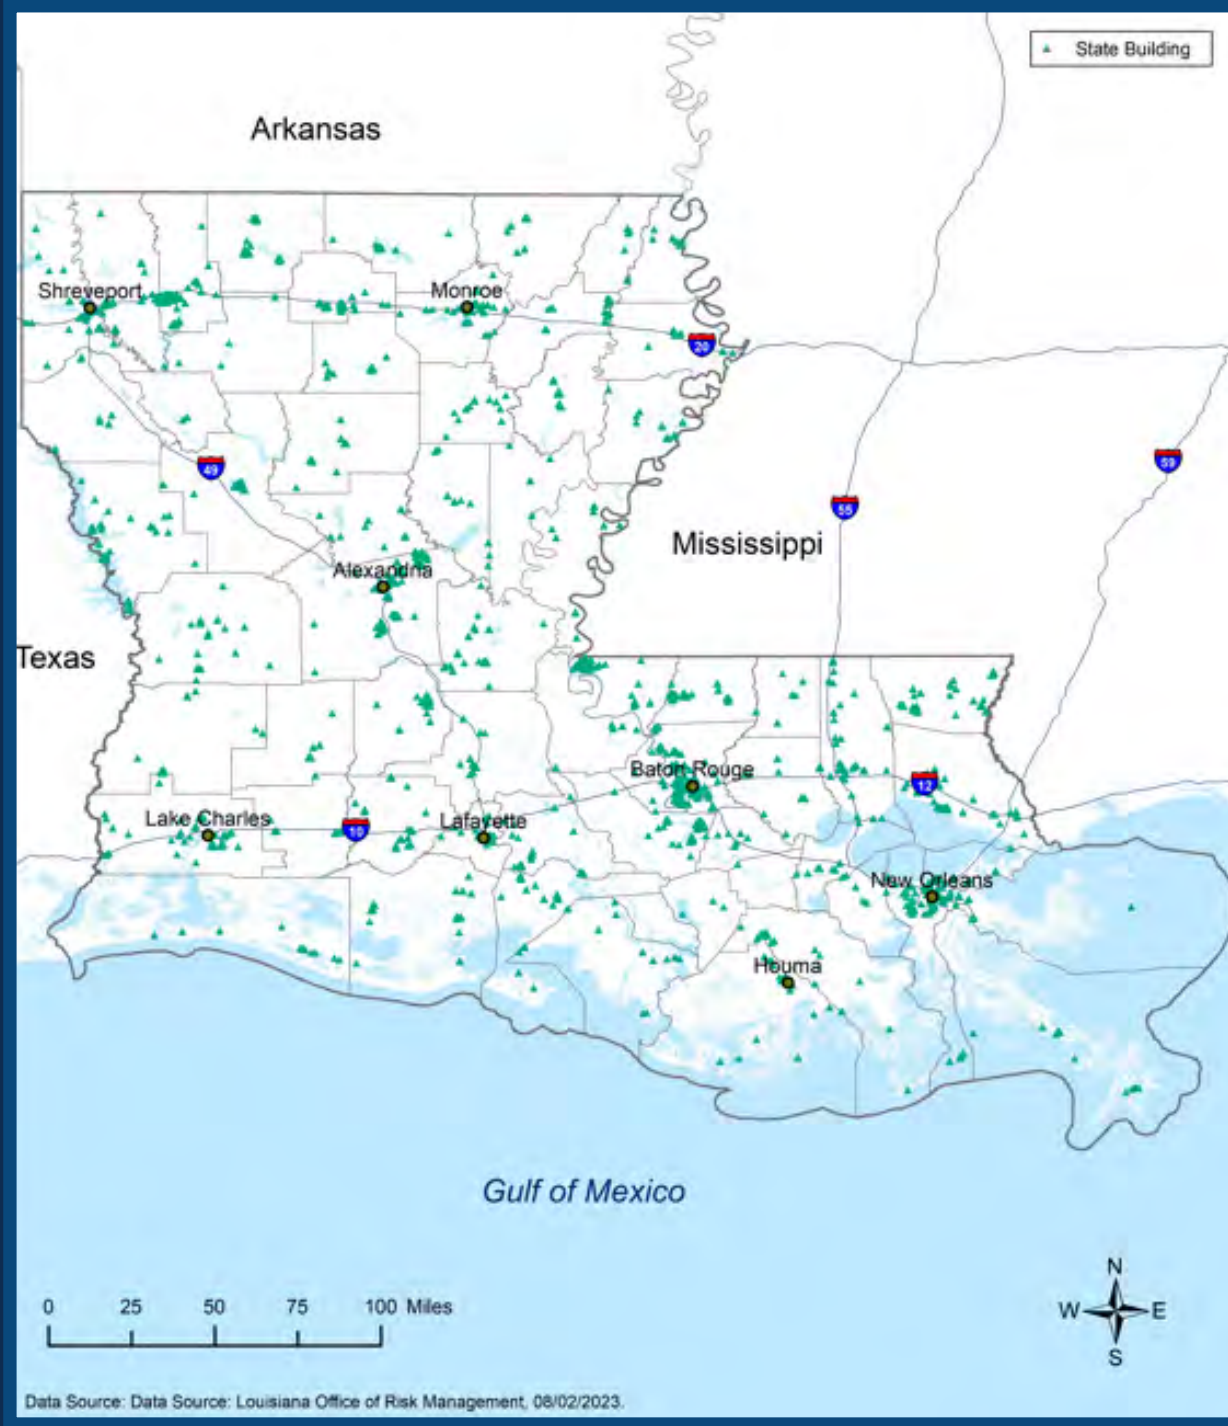 State Building
Arkansas
Shreveport
Monroe
20
49
59
55
Mississippi
Alexandria
Texas
Baton Rouge
12
Lake Charles
10
Lafayette
New Orleans
Houma
Gulf of Mexico
N
W E
S
0 25 50 75 100 Miles
Data Source: Data Source: Louisiana Office of Risk Management, 08/02/2023.